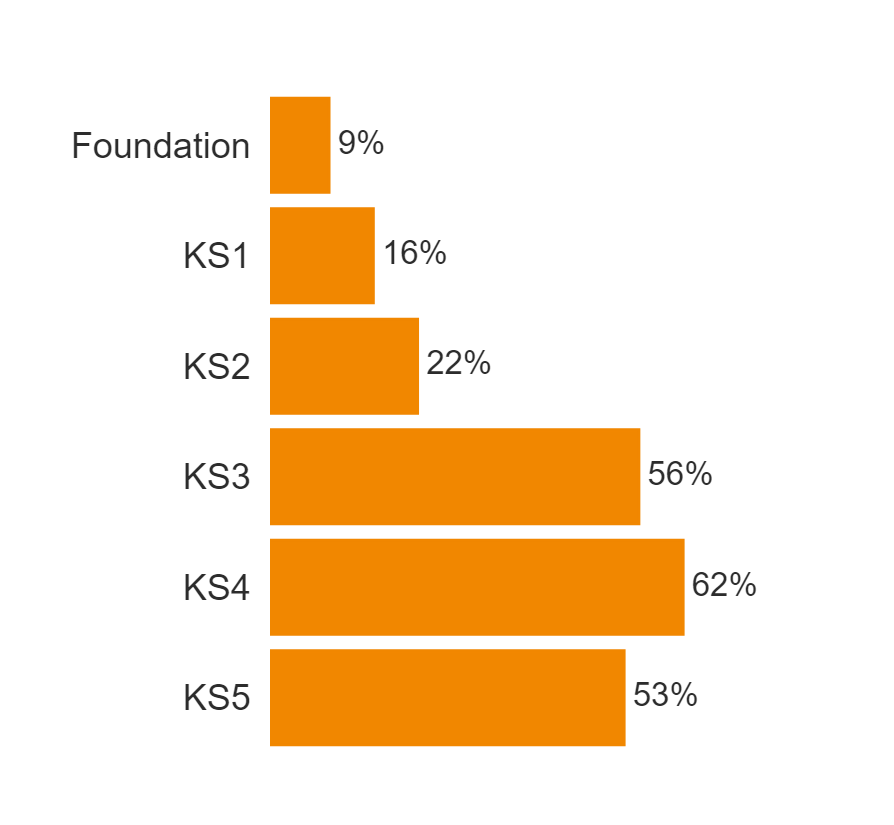 Foundation 9%
KS1 16%
KS2 22%
KS3 56%
KS4 62%
KS5 53%